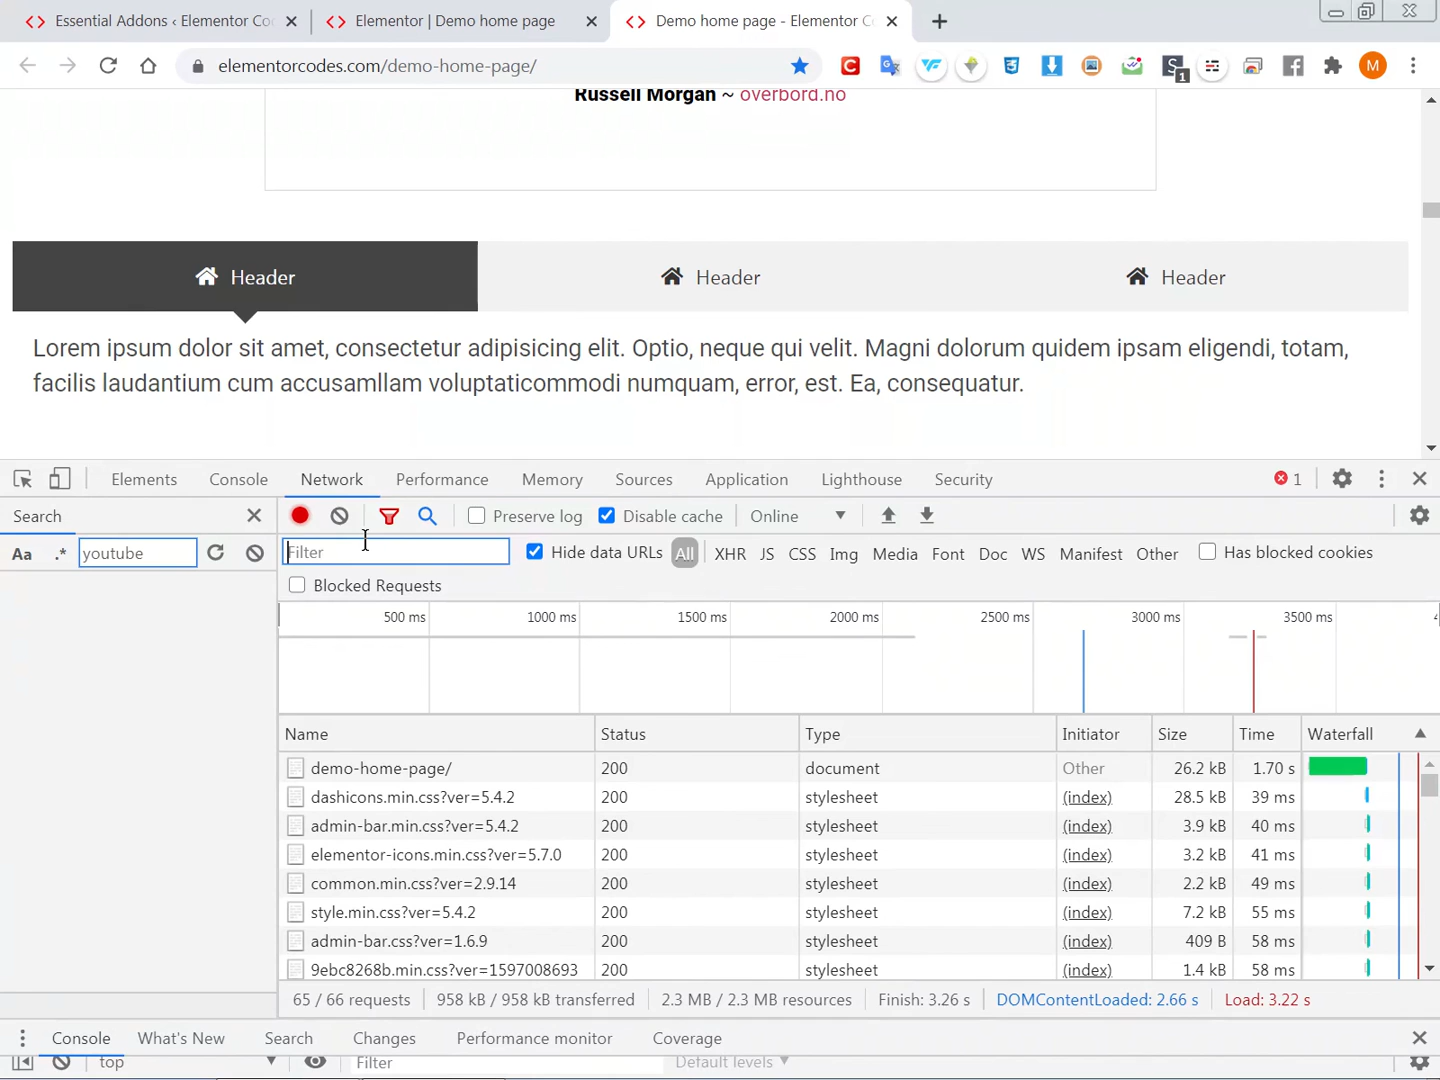 Essential Addons ‹ Elementor Co
Elementor | Demo home page
Demo home page - Elementor C
elementorcodes.com/demo-home-page/
1
M
Russell Morgan ~ overbord.no
Header
Header
Header
Lorem ipsum dolor sit amet, consectetur adipisicing elit. Optio, neque qui velit. Magni dolorum quidem ipsam eligendi, totam,
facilis laudantium cum accusamllam voluptaticommodi numquam, error, est. Ea, consequatur.
Elements Console Network Performance Memory Sources Application Lighthouse Security 1
Search
Preserve log Disable cache Online
Aa .* youtube
Filter Hide data URLs All XHR JS CSS Img Media Font Doc WS Manifest Other Has blocked cookies
Blocked Requests
500 ms 1000 ms 1500 ms 2000 ms 2500 ms 3000 ms 3500 ms
Name Status Type Initiator Size Time Waterfall
demo-home-page/ 200 document Other 26.2 kB 1.70 s
dashicons.min.css?ver=5.4.2 200 stylesheet (index) 28.5 kB 39 ms
admin-bar.min.css?ver=5.4.2 200 stylesheet (index) 3.9 kB 40 ms
elementor-icons.min.css?ver=5.7.0 200 stylesheet (index) 3.2 kB 41 ms
common.min.css?ver=2.9.14 200 stylesheet (index) 2.2 kB 49 ms
style.min.css?ver=5.4.2 200 stylesheet (index) 7.2 kB 55 ms
admin-bar.css?ver=1.6.9 200 stylesheet (index) 409 B 58 ms
9ebc8268b.min.css?ver=1597008693 200 stylesheet (index) 1.4 kB 58 ms
65 / 66 requests 958 kB / 958 kB transferred 2.3 MB / 2.3 MB resources Finish: 3.26 s DOMContentLoaded: 2.66 s Load: 3.22 s
Console What's New Search Changes Performance monitor Coverage
top Filter Default levels